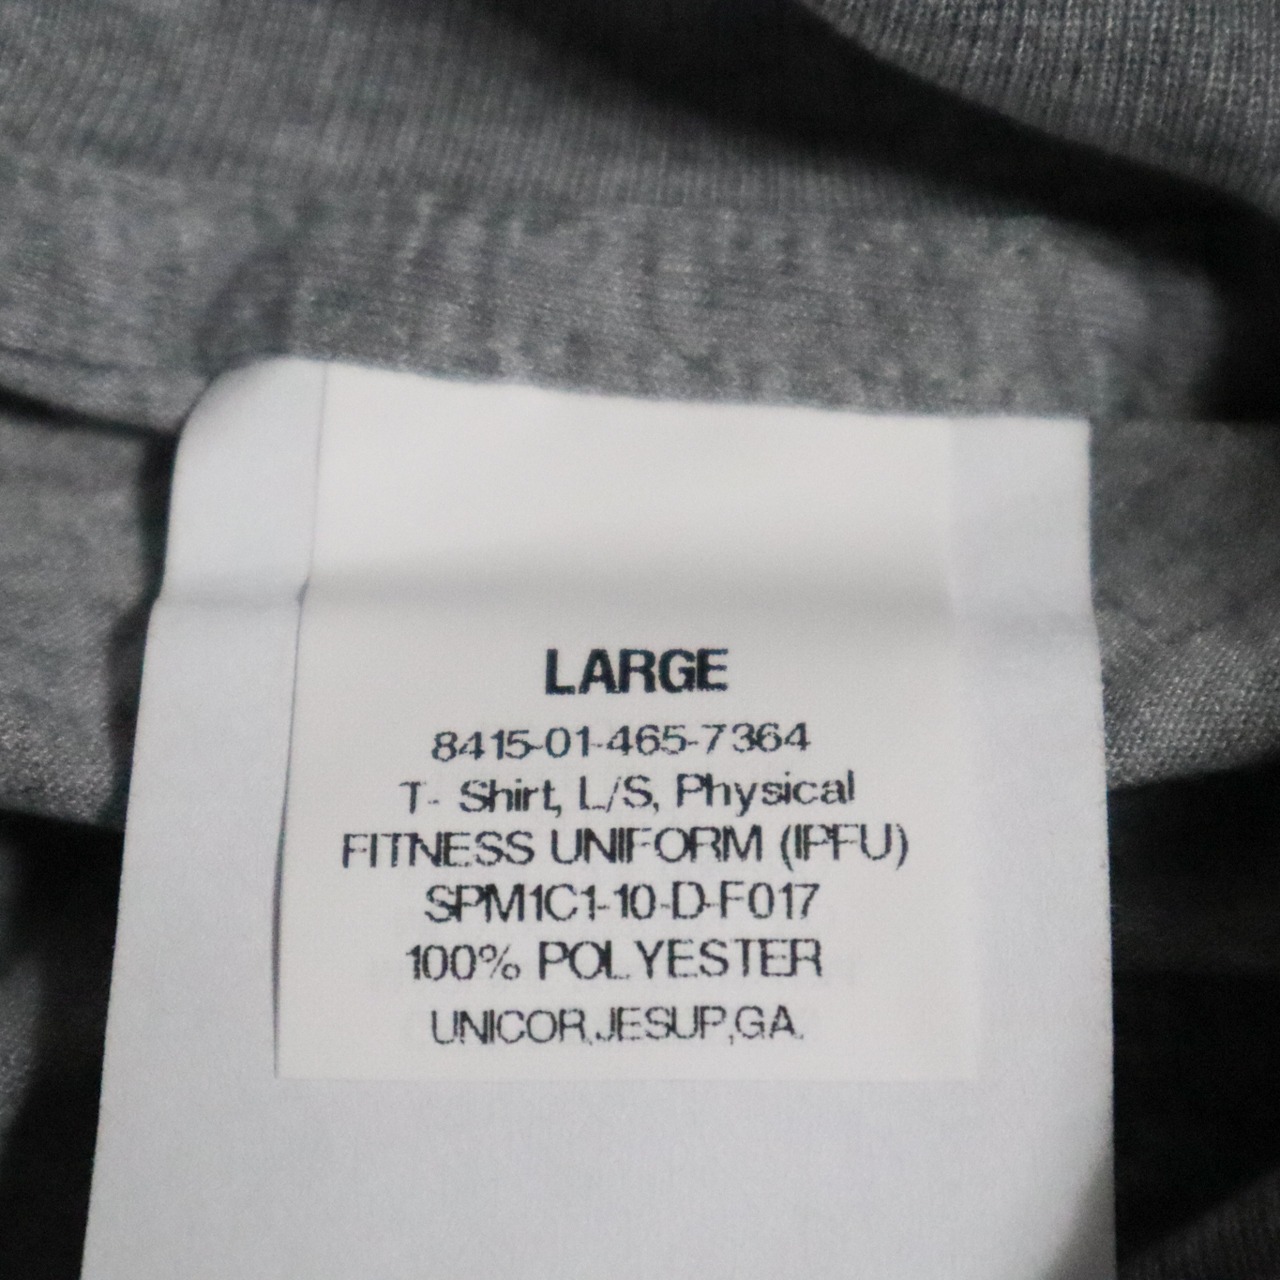 LARGE
8415-01-465-7364
T- Shirt, L/S, Physical
FITNESS UNIFORM (IPFU)
SPM1C1-10-D-F017
100% POLYESTER
UNICOR,JESUP,GA.